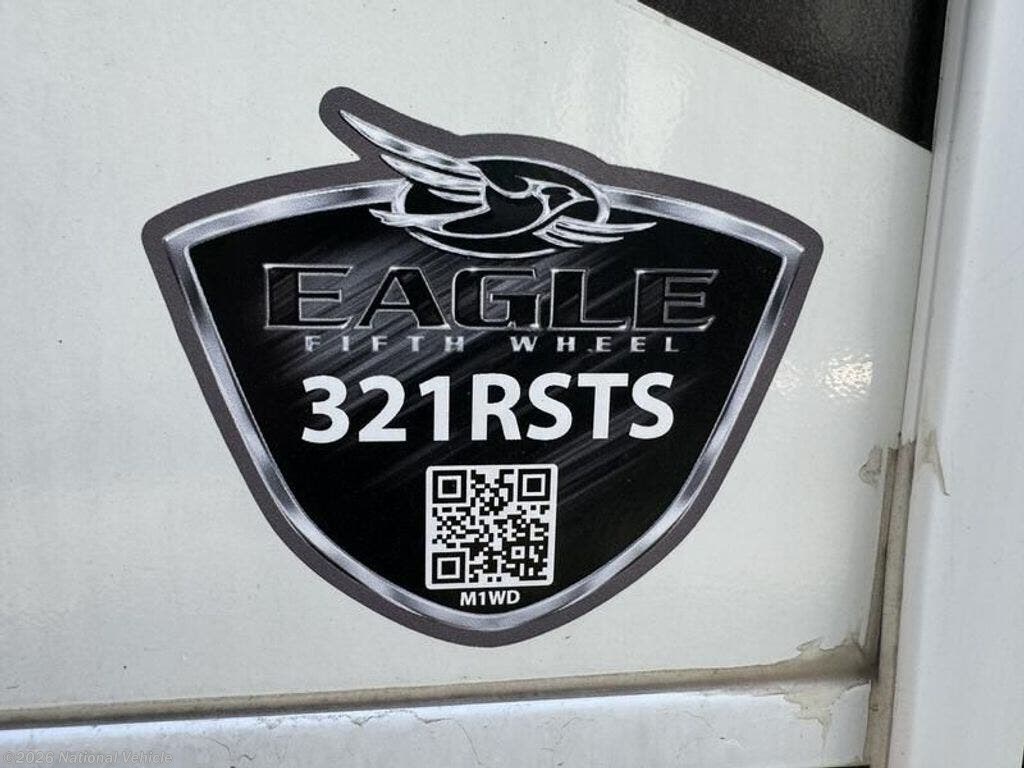 EAGLE
FIFTH WHEEL
321RSTS
M1WD
©2026 National Vehicle